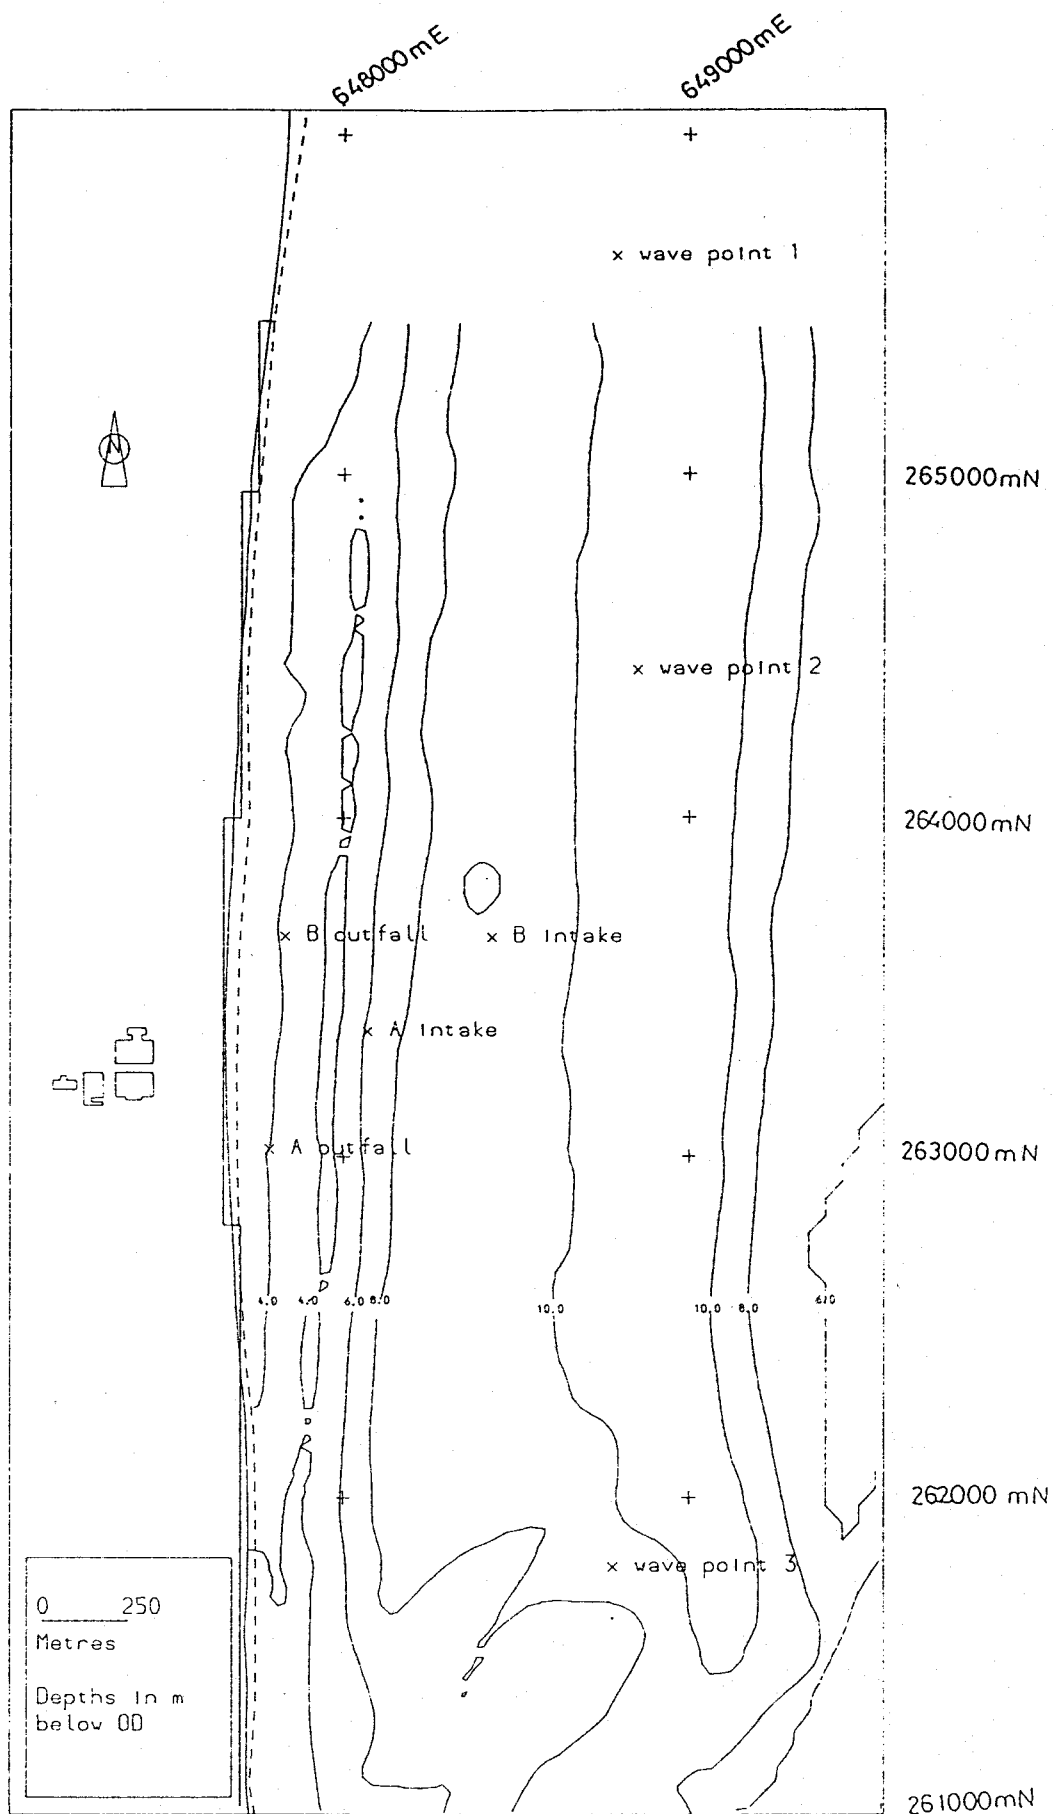 648000mE
649000mE
wave point 1
N
265000mN
wave point 2
264000mN
B outfall
B Intake
A Intake
A outfall
263000mN
4.0 4.0 6.0 8.0 10.0 10.0 8.0 6.0
262000 mN
wave point 3
0 250
Metres
Depths in m
below OD
261000mN